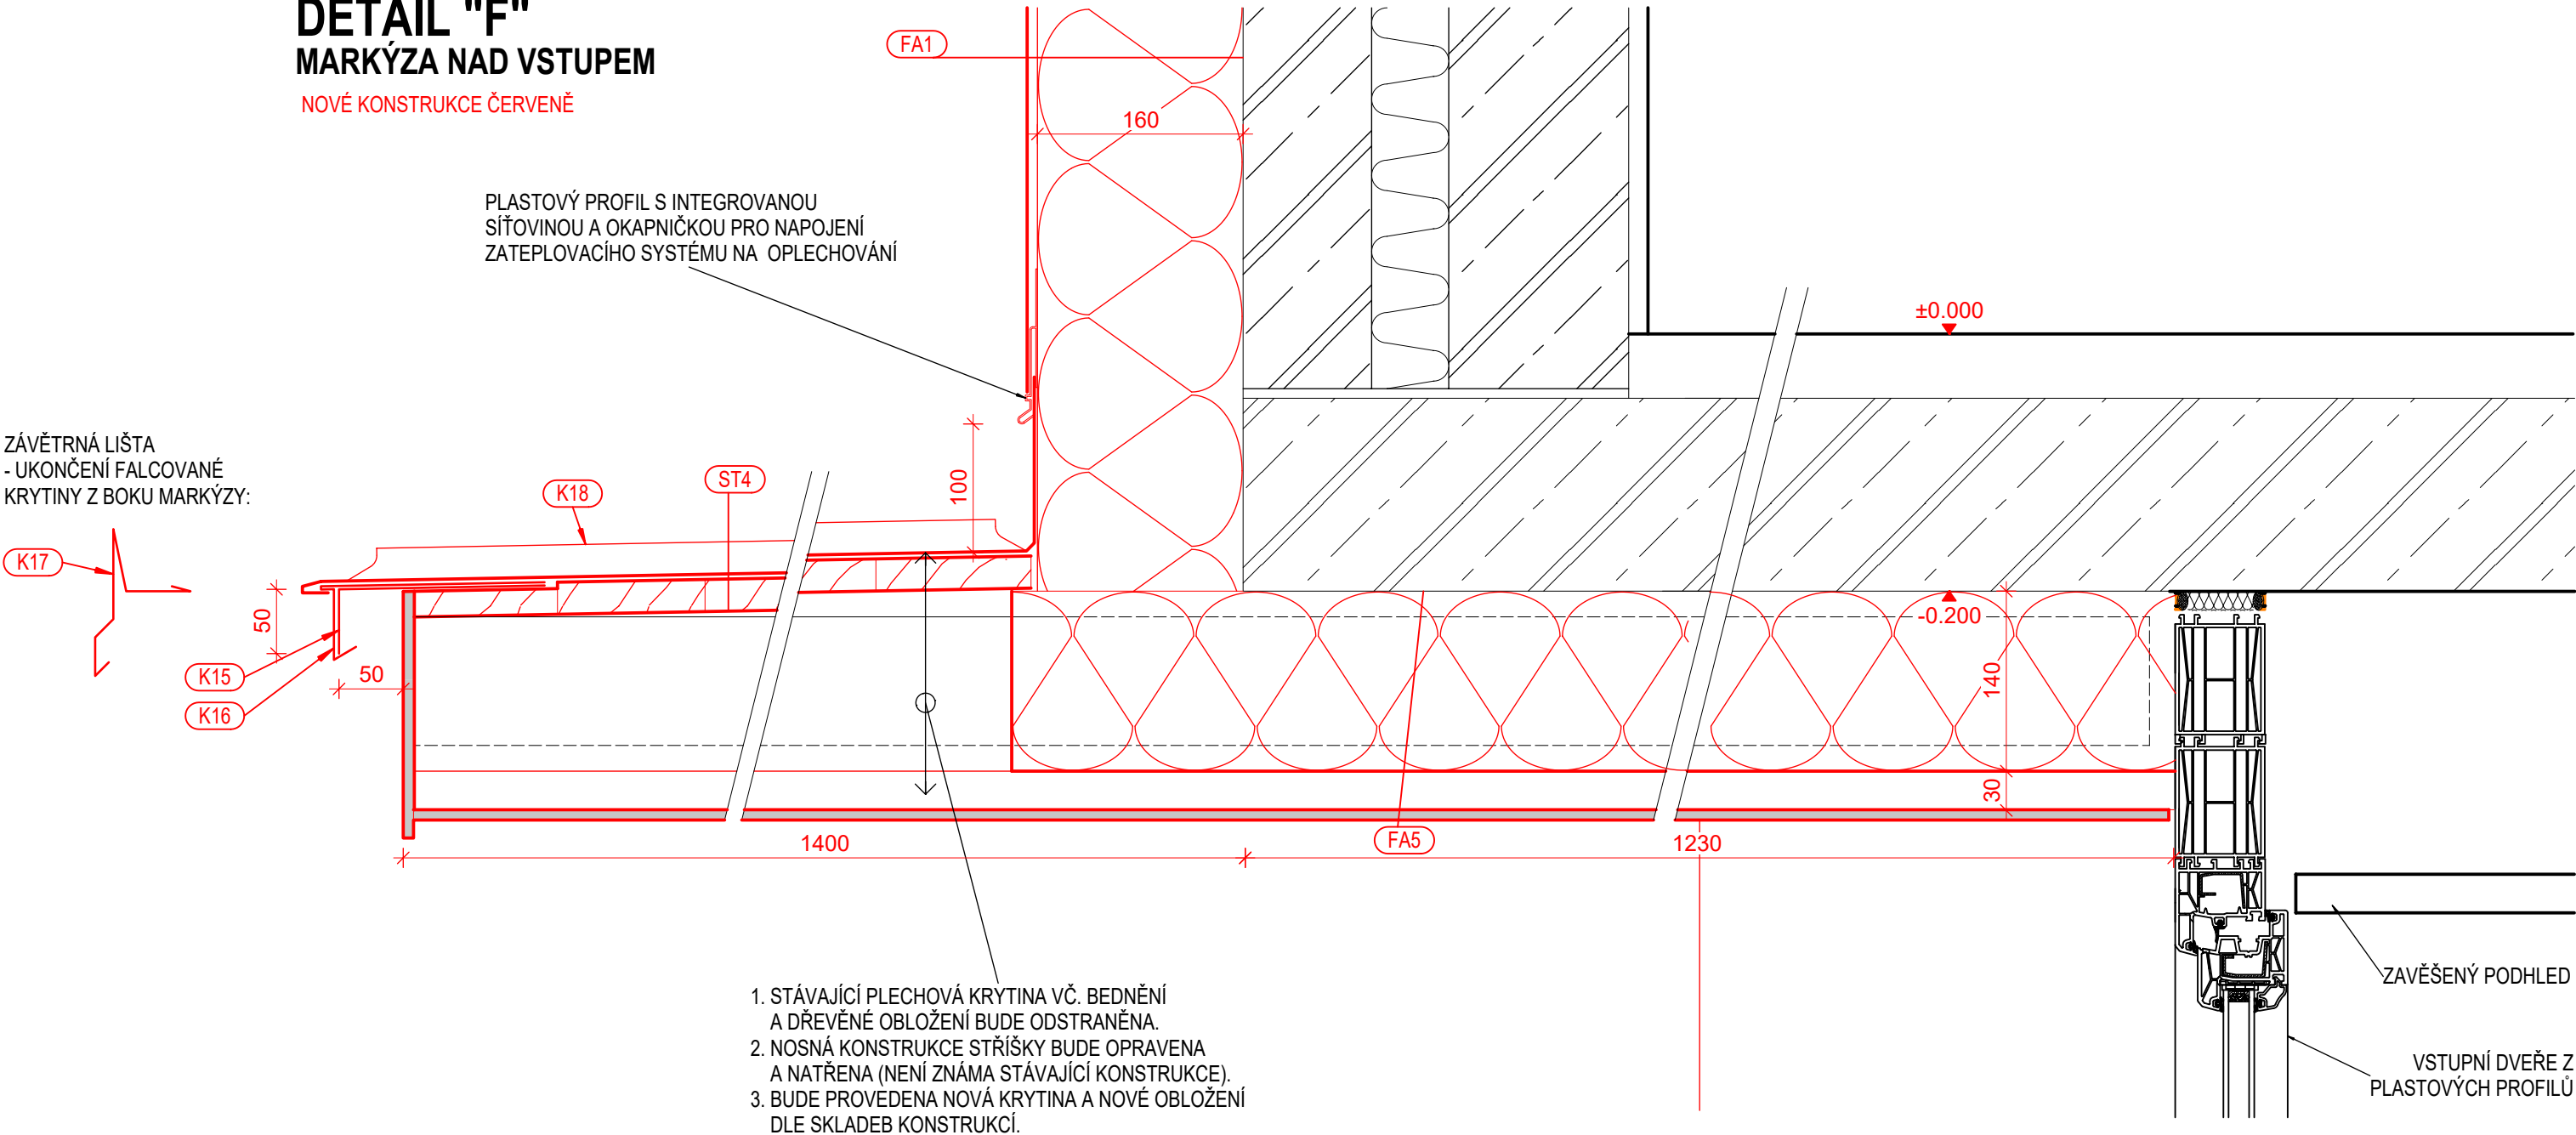 DETAIL "F"
MARKÝZA NAD VSTUPEM
NOVÉ KONSTRUKCE ČERVENĚ
FA1
160
PLASTOVÝ PROFIL S INTEGROVANOU
SÍŤOVINOU A OKAPNIČKOU PRO NAPOJENÍ
ZATEPLOVACÍHO SYSTÉMU NA OPLECHOVÁNÍ
±0.000
ZÁVĚTRNÁ LIŠTA
- UKONČENÍ FALCOVANÉ
KRYTINY Z BOKU MARKÝZY:
K17
K18
ST4
100
50
K15
K16
50
-0.200
140
30
1400
FA5
1230
1. STÁVAJÍCÍ PLECHOVÁ KRYTINA VČ. BEDNĚNÍ
A DŘEVĚNÉ OBLOŽENÍ BUDE ODSTRANĚNA.
2. NOSNÁ KONSTRUKCE STŘÍŠKY BUDE OPRAVENA
A NATŘENA (NENÍ ZNÁMA STÁVAJÍCÍ KONSTRUKCE).
3. BUDE PROVEDENA NOVÁ KRYTINA A NOVÉ OBLOŽENÍ
DLE SKLADEB KONSTRUKCÍ.
ZAVĚŠENÝ PODHLED
VSTUPNÍ DVEŘE Z
PLASTOVÝCH PROFILŮ